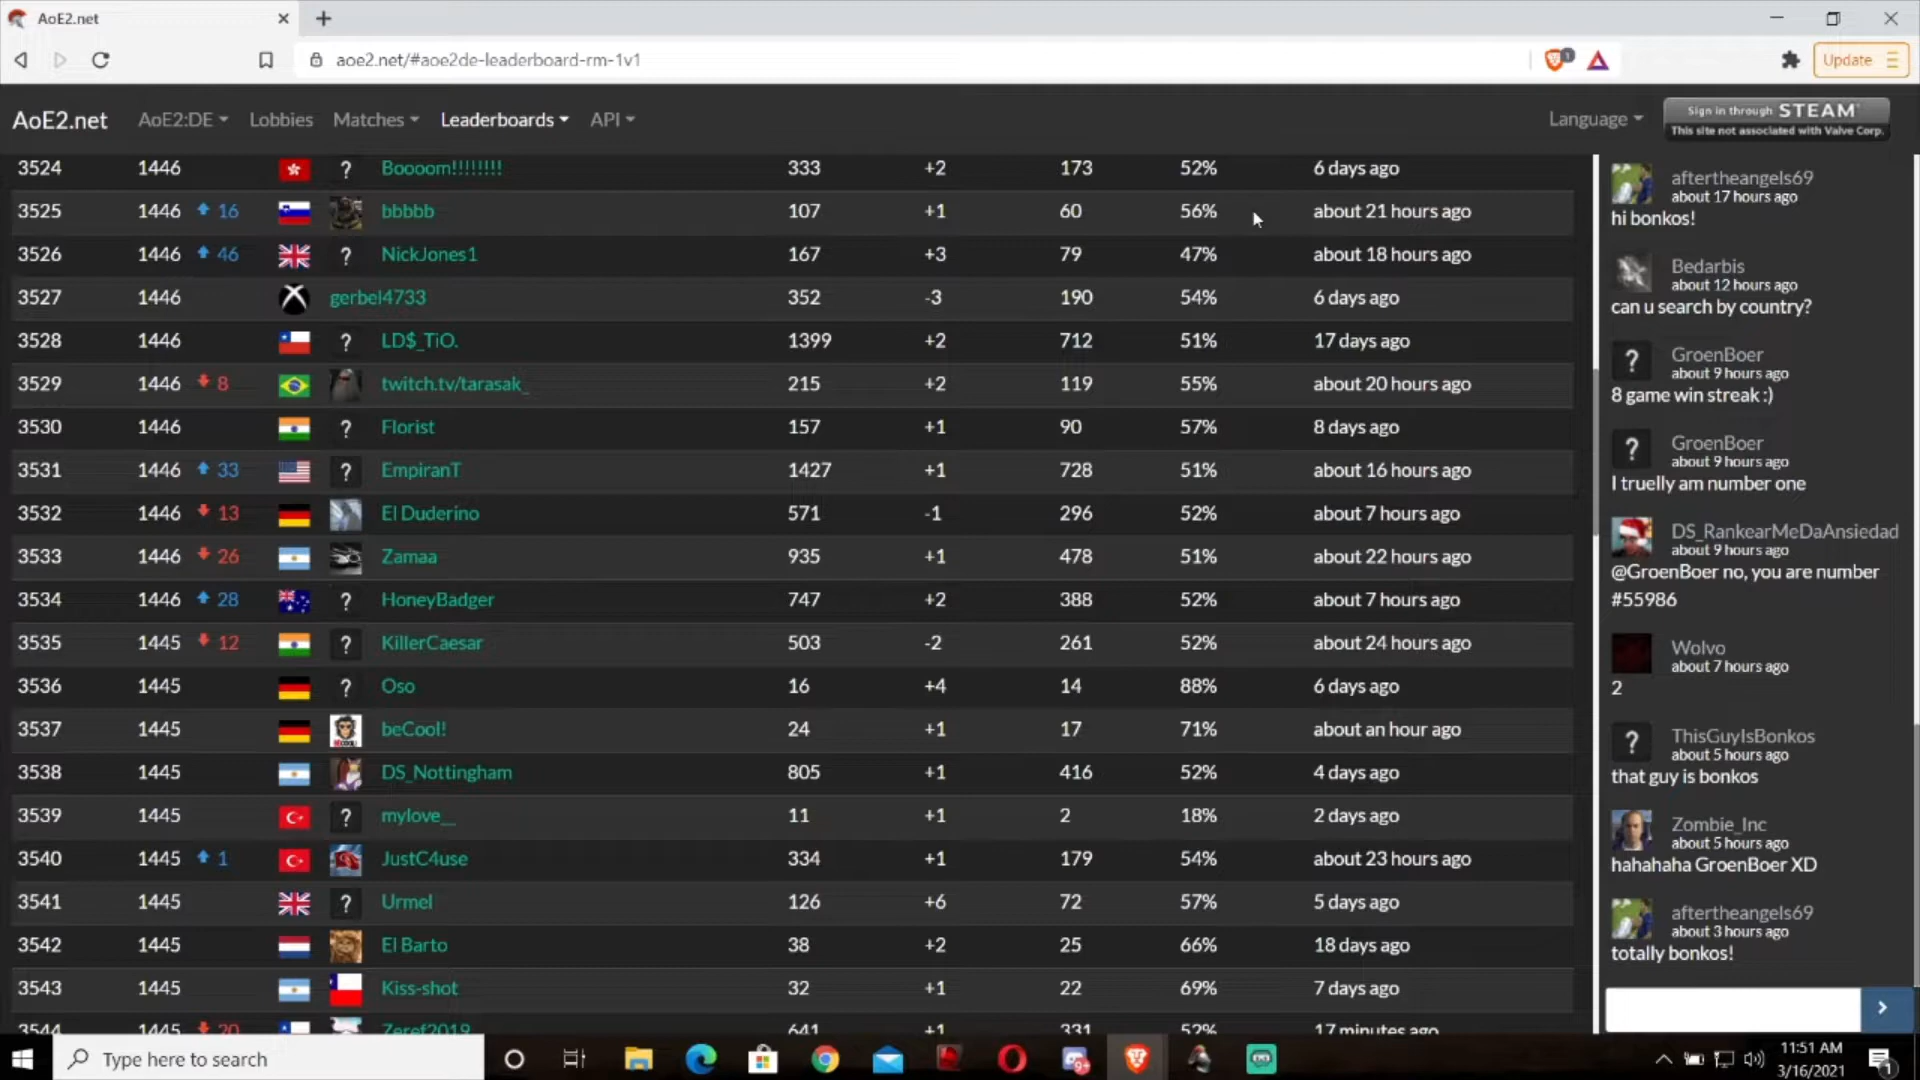 AoE2.net
aoe2.net/#aoe2de-leaderboard-rm-1v1
1
Update
AoE2.net AoE2:DE Lobbies Matches Leaderboards API Language
Sign in through STEAM
This site not associated with Valve Corp.
3524 1446 ? Boooom!!!!!!!! 333 +2 173 52% 6 days ago
3525 1446 16 bbbbb 107 +1 60 56% about 21 hours ago
3526 1446 46 ? NickJones1 167 +3 79 47% about 18 hours ago
3527 1446 gerbel4733 352 -3 190 54% 6 days ago
3528 1446 ? LD$_TiO. 1399 +2 712 51% 17 days ago
3529 1446 8 twitch.tv/tarasak_ 215 +2 119 55% about 20 hours ago
3530 1446 ? Florist 157 +1 90 57% 8 days ago
3531 1446 33 ? EmpiranT 1427 +1 728 51% about 16 hours ago
3532 1446 13 El Duderino 571 -1 296 52% about 7 hours ago
3533 1446 26 Zamaa 935 +1 478 51% about 22 hours ago
3534 1446 28 ? HoneyBadger 747 +2 388 52% about 7 hours ago
3535 1445 12 ? KillerCaesar 503 -2 261 52% about 24 hours ago
3536 1445 ? Oso 16 +4 14 88% 6 days ago
3537 1445 beCool! 24 +1 17 71% about an hour ago
3538 1445 DS_Nottingham 805 +1 416 52% 4 days ago
3539 1445 ? mylove__ 11 +1 2 18% 2 days ago
3540 1445 1 JustC4use 334 +1 179 54% about 23 hours ago
3541 1445 ? Urmel 126 +6 72 57% 5 days ago
3542 1445 El Barto 38 +2 25 66% 18 days ago
3543 1445 Kiss-shot 32 +1 22 69% 7 days ago
3544 1445 20 Zeref2019 641 +1 331 52% 17 minutes ago
aftertheangels69
about 17 hours ago
hi bonkos!
Bedarbis
about 12 hours ago
can u search by country?
?
GroenBoer
about 9 hours ago
8 game win streak :)
?
GroenBoer
about 9 hours ago
I truelly am number one
DS_RankearMeDaAnsiedad
about 9 hours ago
@GroenBoer no, you are number
#55986
Wolvo
about 7 hours ago
2
?
ThisGuyIsBonkos
about 5 hours ago
that guy is bonkos
Zombie_Inc
about 5 hours ago
hahahaha GroenBoer XD
aftertheangels69
about 3 hours ago
totally bonkos!
Type here to search
9+
11:51 AM
3/16/2021
1